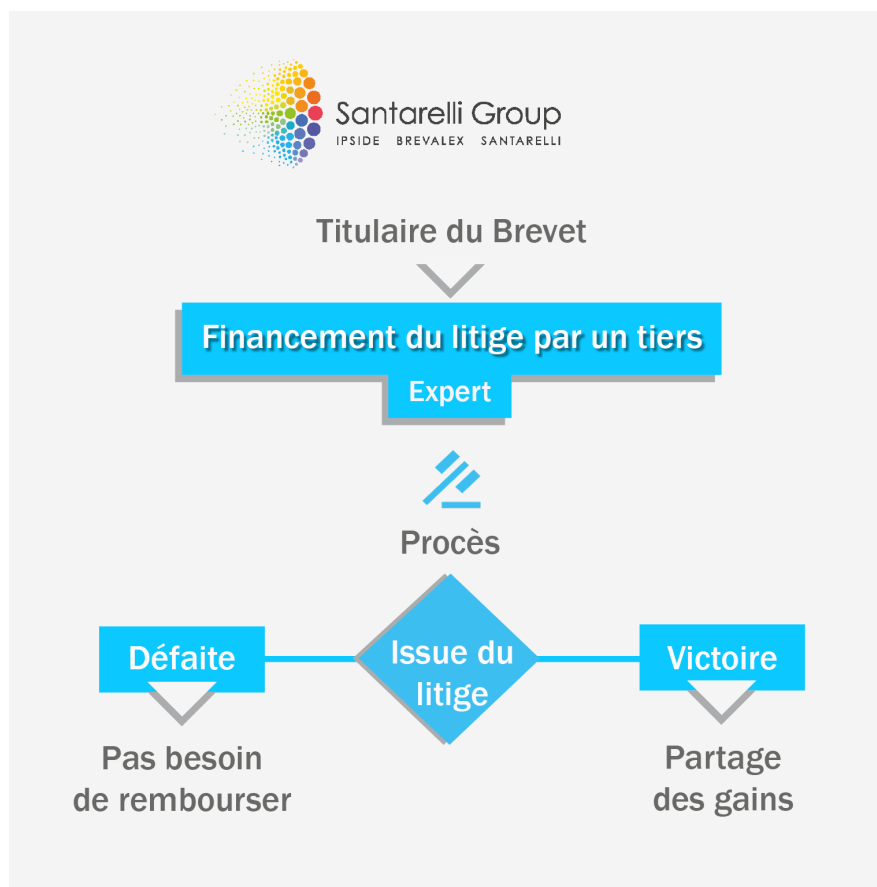 Santarelli Group
IPSIDE BREVALEX SANTARELLI
Titulaire du Brevet
Financement du litige par un tiers
Expert
Procès
Défaite
Issue du
litige
Victoire
Pas besoin
de rembourser
Partage
des gains